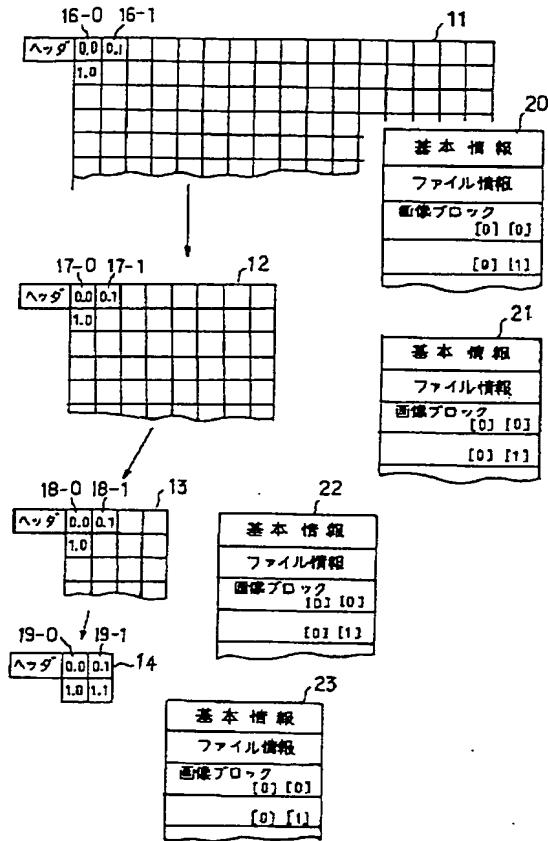 16-0 16-1 11
ヘッダ 0.0 0.1
1.0
20
基本情報
ファイル情報
画像ブロック
[0] [0]
[0] [1]
17-0 17-1 12
ヘッダ 0.0 0.1
1.0
21
基本情報
ファイル情報
画像ブロック
[0] [0]
[0] [1]
18-0 18-1 13
ヘッダ 0.0 0.1
1.0
22
基本情報
ファイル情報
画像ブロック
[0] [0]
[0] [1]
19-0 19-1
ヘッダ 0.0 0.1 14
1.0 1.1
23
基本情報
ファイル情報
画像ブロック
[0] [0]
[0] [1]